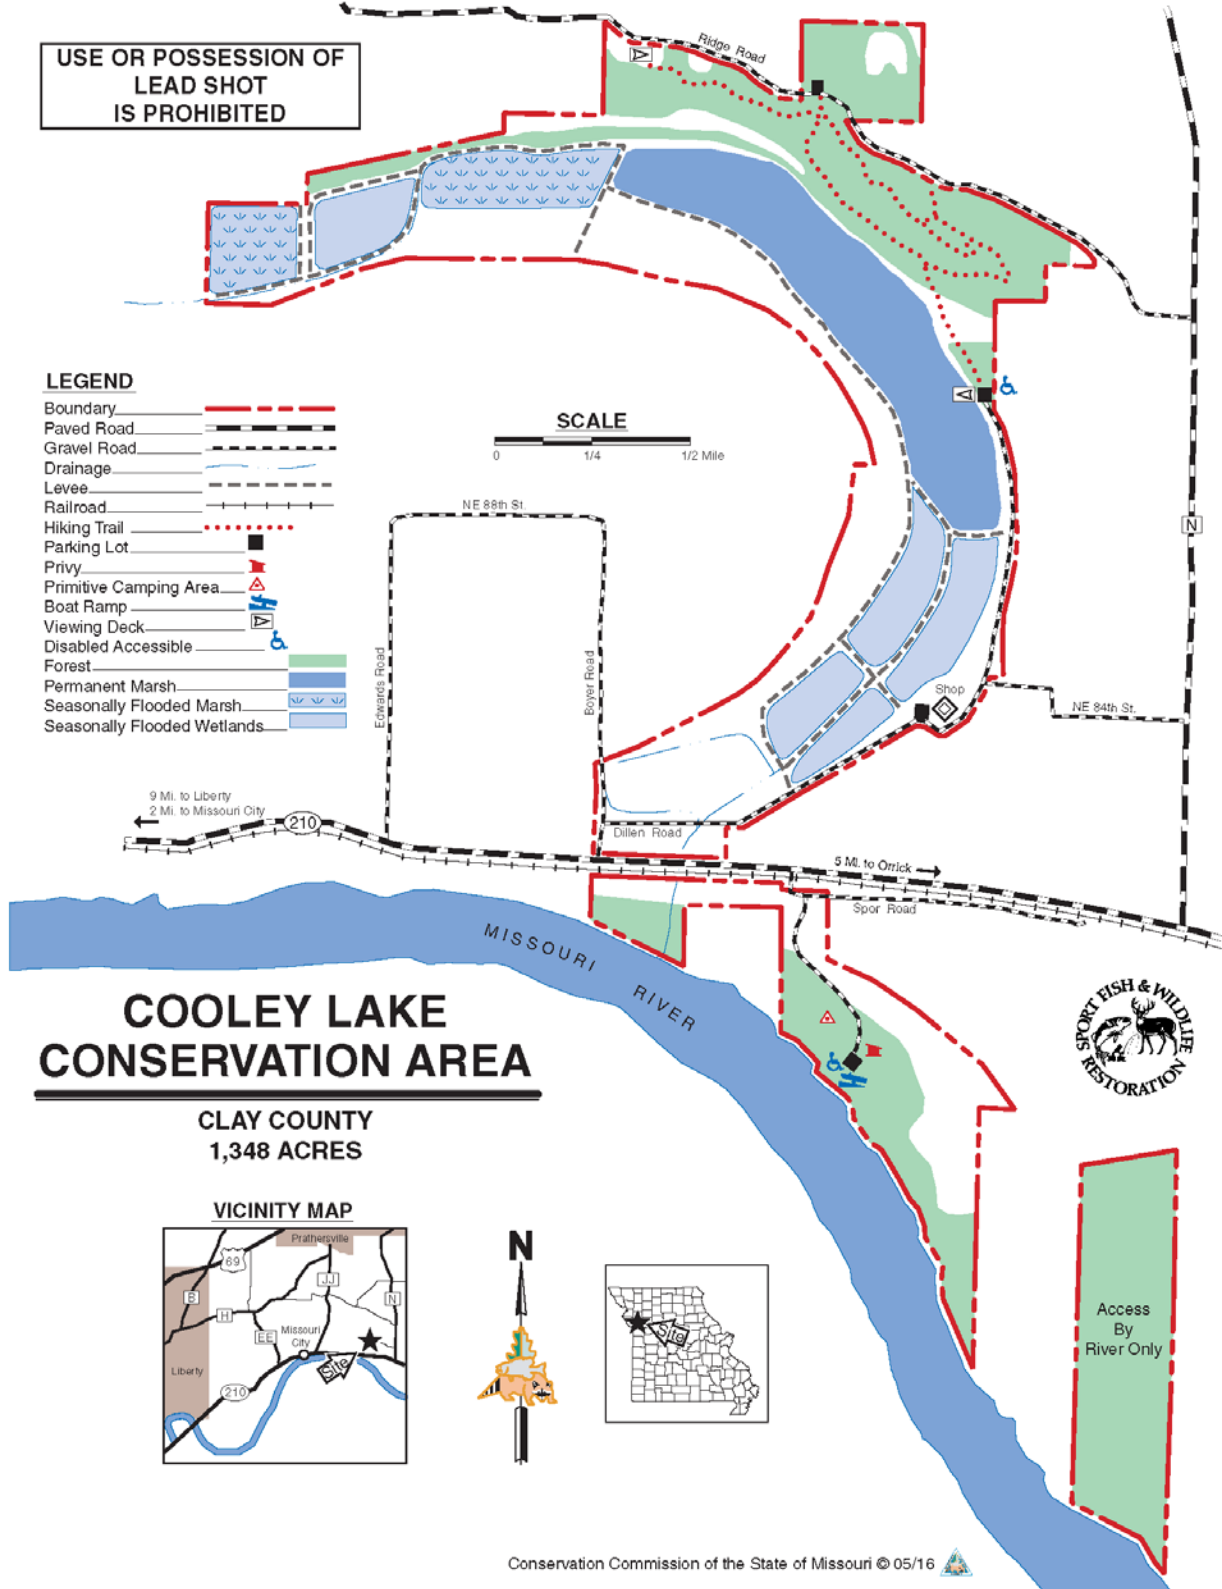 USE OR POSSESSION OF
LEAD SHOT
IS PROHIBITED
Ridge Road
LEGEND
Boundary
Paved Road
Gravel Road
Drainage
Levee
Railroad
Hiking Trail
Parking Lot
Privy
Primitive Camping Area
Boat Ramp
Viewing Deck
Disabled Accessible
Forest
Permanent Marsh
Seasonally Flooded Marsh
Seasonally Flooded Wetlands
SCALE
0 1/4 1/2 Mile
NE 88th St.
N
Edwards Road
Boyer Road
Shop
NE 84th St.
9 Mi. to Liberty
2 Mi. to Missouri City
210
Dillen Road
5 Mi. to Orrick
Spor Road
MISSOURI
RIVER
COOLEY LAKE
CONSERVATION AREA
CLAY COUNTY
1,348 ACRES
SPORT FISH & WILDLIFE
RESTORATION
VICINITY MAP
Prathersville
69
JJ
B
H
N
EE
Missouri
City
Liberty
Site
210
N
Site
Access
By
River Only
Conservation Commission of the State of Missouri © 05/16